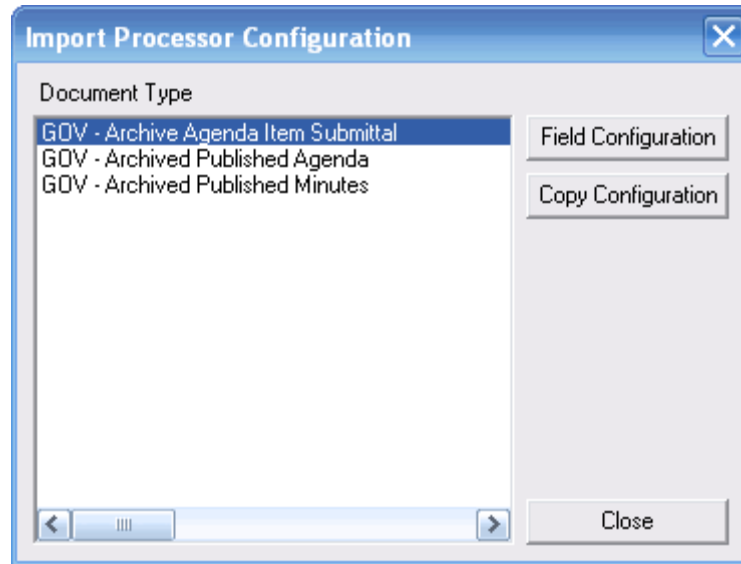 Import Processor Configuration
Document Type
GOV - Archive Agenda Item Submittal
GOV - Archived Published Agenda
GOV - Archived Published Minutes
Field Configuration
Copy Configuration
Close